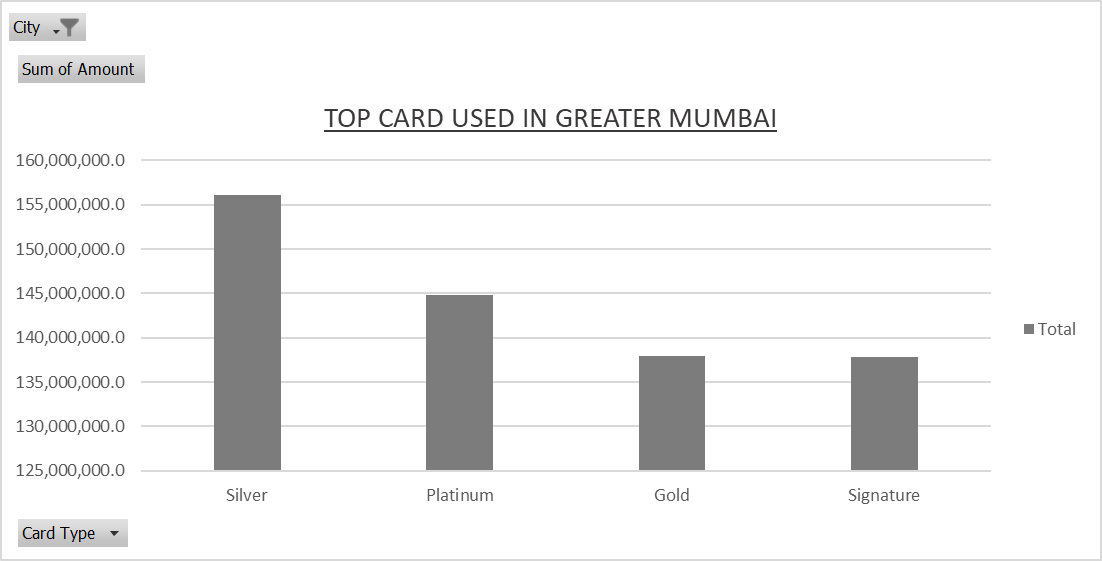 City
Sum of Amount
TOP CARD USED IN GREATER MUMBAI
160,000,000.0
155,000,000.0
150,000,000.0
145,000,000.0
140,000,000.0
135,000,000.0
130,000,000.0
125,000,000.0
Total
Silver Platinum Gold Signature
Card Type